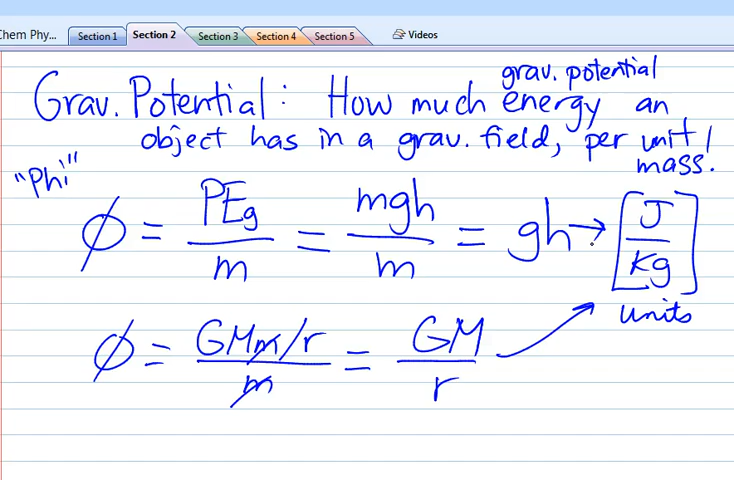 Chem Phy... Section 1 Section 2 Section 3 Section 4 Section 5 Videos
grav. potential
Grav. Potential: How much energy an
object has in a grav. field, per unit
mass.
"Phi"
ϕ = PEg / m = mgh / m = gh → [J / kg]
units
ϕ = GMm/r / m = GM / r